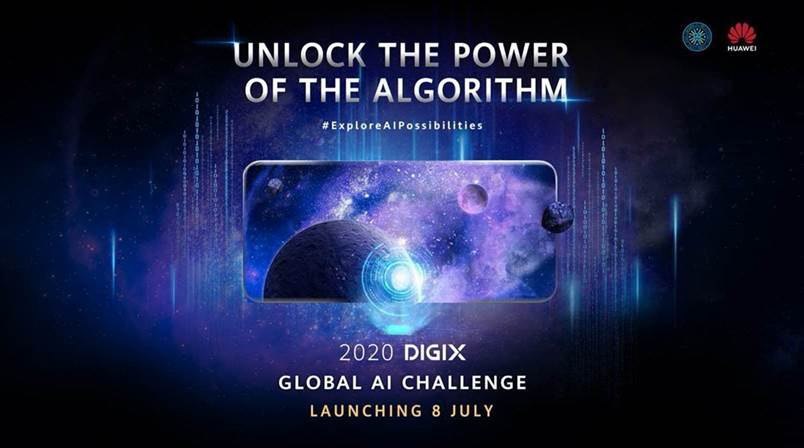 UNLOCK THE POWER
OF THE ALGORITHM
HUAWEI
#ExploreAIPossibilities
2020 DIGIX
GLOBAL AI CHALLENGE
LAUNCHING 8 JULY